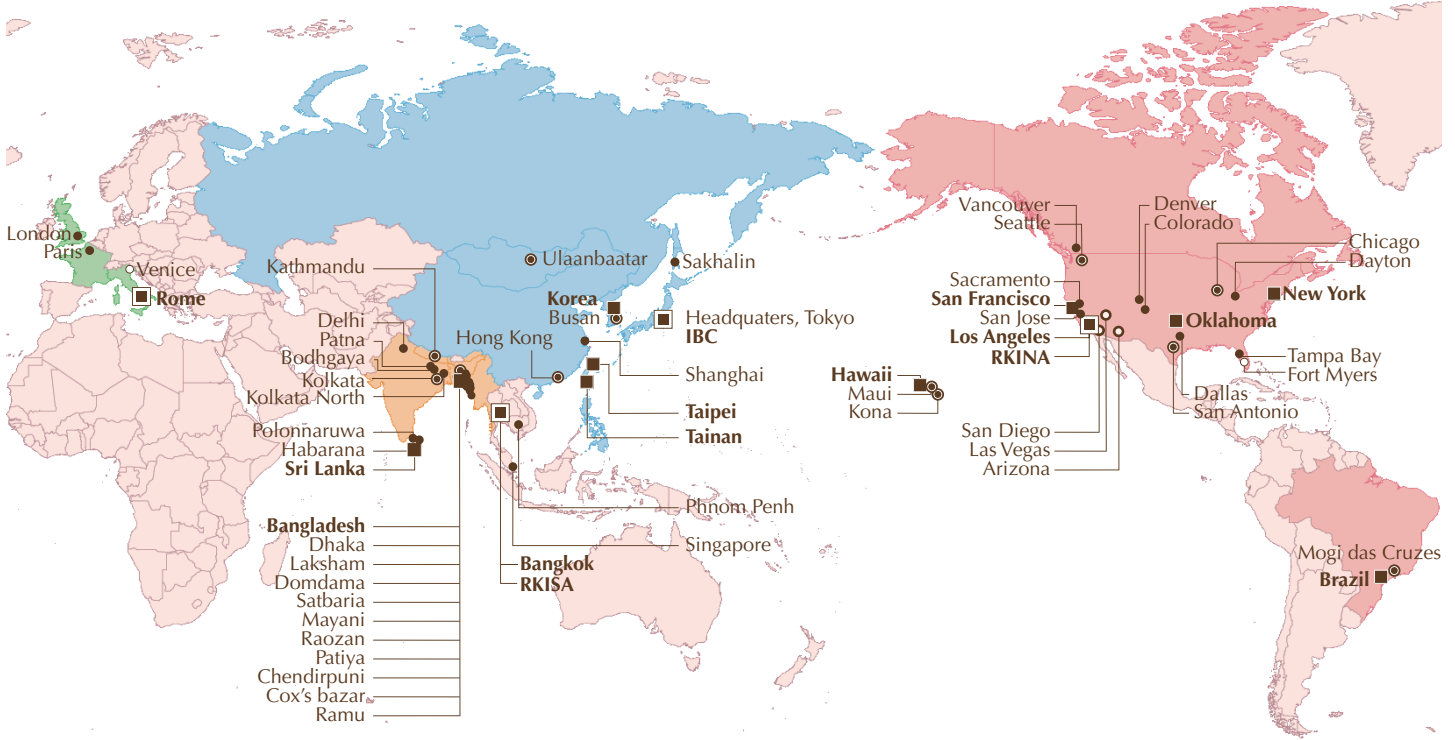 London
Paris
Venice
Rome
Kathmandu
Delhi
Patna
Bodhgaya
Kolkata
Kolkata North
Polonnaruwa
Habarana
Sri Lanka
Bangladesh
Dhaka
Laksham
Domdama
Satbaria
Mayani
Raozan
Patiya
Chendirpuni
Cox's bazar
Ramu
Ulaanbaatar
Sakhalin
Korea
Busan
Headquaters, Tokyo
IBC
Hong Kong
Shanghai
Taipei
Tainan
Phnom Penh
Singapore
Bangkok
RKISA
Vancouver
Seattle
Sacramento
San Francisco
San Jose
Los Angeles
RKINA
Hawaii
Maui
Kona
San Diego
Las Vegas
Arizona
Denver
Colorado
Chicago
Dayton
New York
Oklahoma
Tampa Bay
Fort Myers
Dallas
San Antonio
Mogi das Cruzes
Brazil